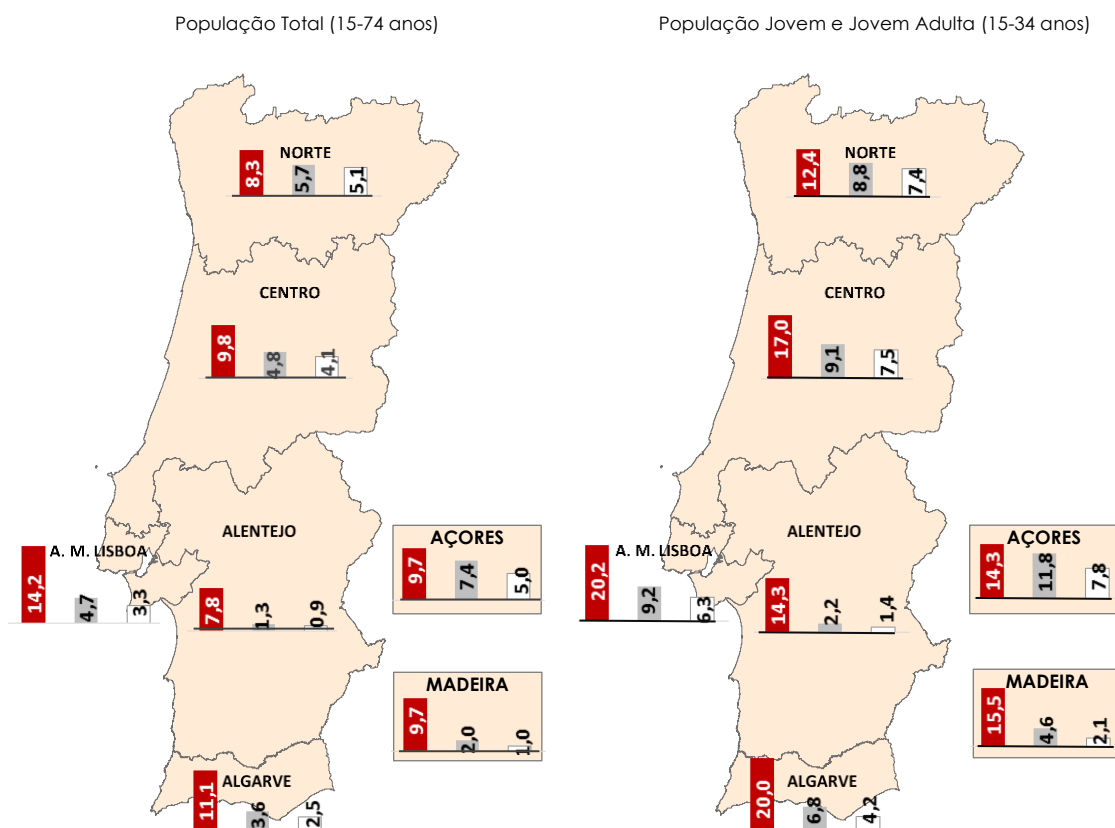 População Total (15-74 anos)
NORTE
8,3
5,7
5,1
CENTRO
9,8
4,8
4,1
ALENTEJO
7,8
1,3
0,9
A. M. LISBOA
14,2
4,7
3,3
AÇORES
9,7
7,4
5,0
MADEIRA
9,7
2,0
1,0
ALGARVE
11,1
3,6
2,5
População Jovem e Jovem Adulta (15-34 anos)
NORTE
12,4
8,8
7,4
CENTRO
17,0
9,1
7,5
ALENTEJO
14,3
2,2
1,4
A. M. LISBOA
20,2
9,2
6,3
AÇORES
14,3
11,8
7,8
MADEIRA
15,5
4,6
2,1
ALGARVE
20,0
6,8
4,2